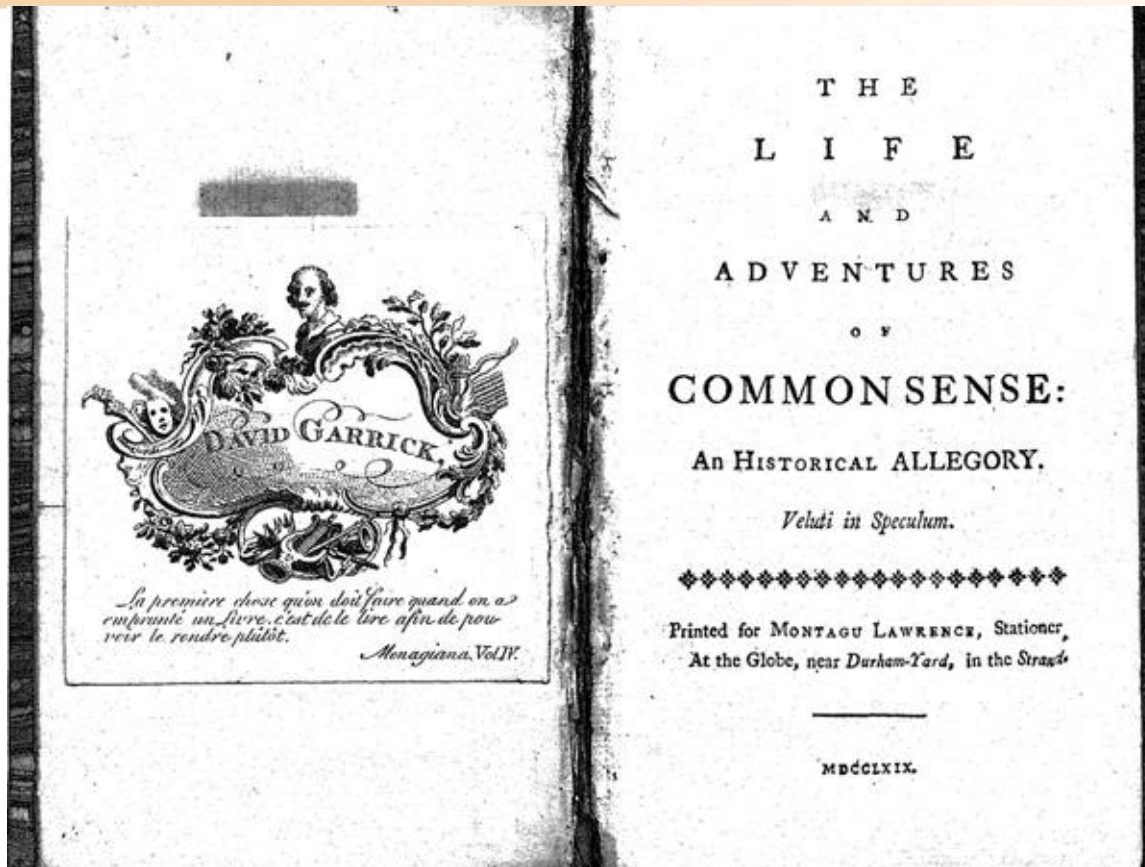 DAVID GARRICK.
La premiere chose qu'on doit faire quand on a
emprunté un Livre, c'est de le lire afin de pou-
voir le rendre plûtôt.
Menagiana. Vol IV.
THE
LIFE
AND
ADVENTURES
OF
COMMON SENSE:
An HISTORICAL ALLEGORY.
Veluti in Speculum.
Printed for MONTAGU LAWRENCE, Stationer,
At the Globe, near Durham-Yard, in the Strand.
MDCCLXIX.